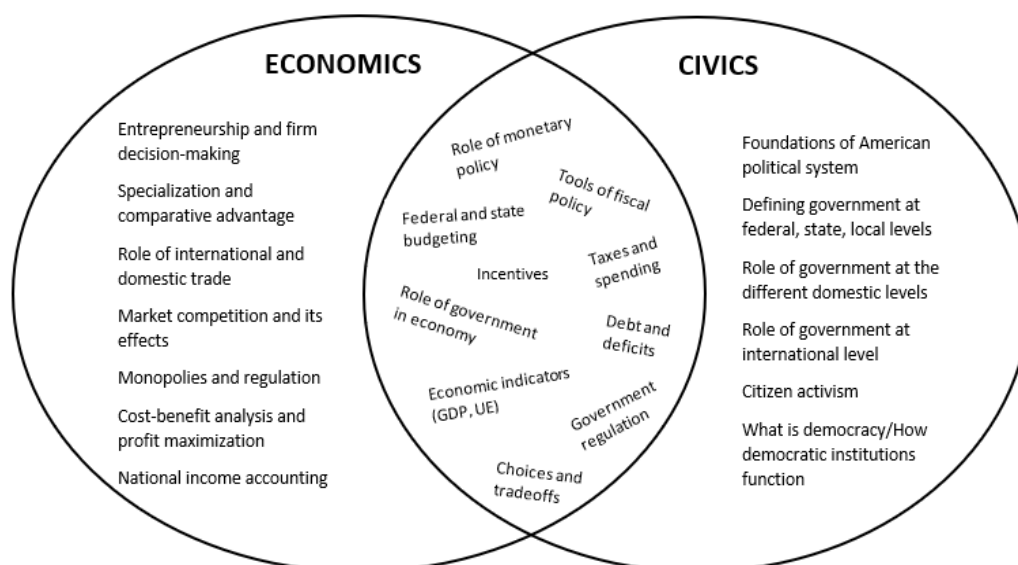 ECONOMICS
Entrepreneurship and firm
decision-making
Specialization and
comparative advantage
Role of international and
domestic trade
Market competition and its
effects
Monopolies and regulation
Cost-benefit analysis and
profit maximization
National income accounting
Role of monetary
policy
Tools of fiscal
policy
Federal and state
budgeting
Taxes and
spending
Incentives
Role of government
in economy
Debt and
deficits
Economic indicators
(GDP, UE)
Government
regulation
Choices and
tradeoffs
CIVICS
Foundations of American
political system
Defining government at
federal, state, local levels
Role of government at the
different domestic levels
Role of government at
international level
Citizen activism
What is democracy/How
democratic institutions
function